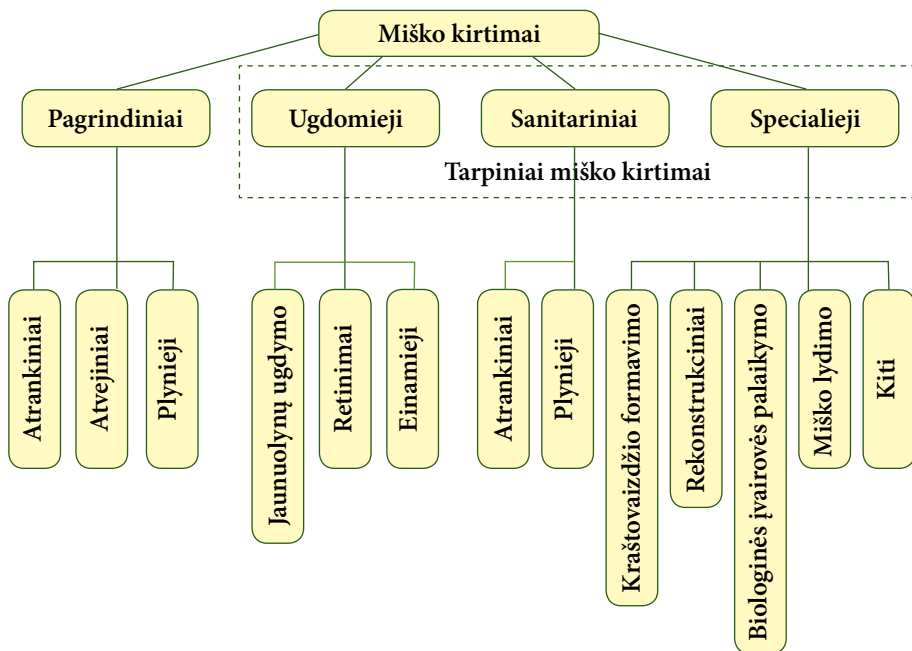 Miško kirtimai
Pagrindiniai
Ugdomieji
Sanitariniai
Specialieji
Tarpiniai miško kirtimai
Atrankiniai
Atvejiniai
Plynieji
Jaunuolynų ugdymo
Retinimai
Einamieji
Atrankiniai
Plynieji
Kraštovaizdžio formavimo
Rekonstrukciniai
Biologinės įvairovės palaikymo
Miško lydimo
Kiti